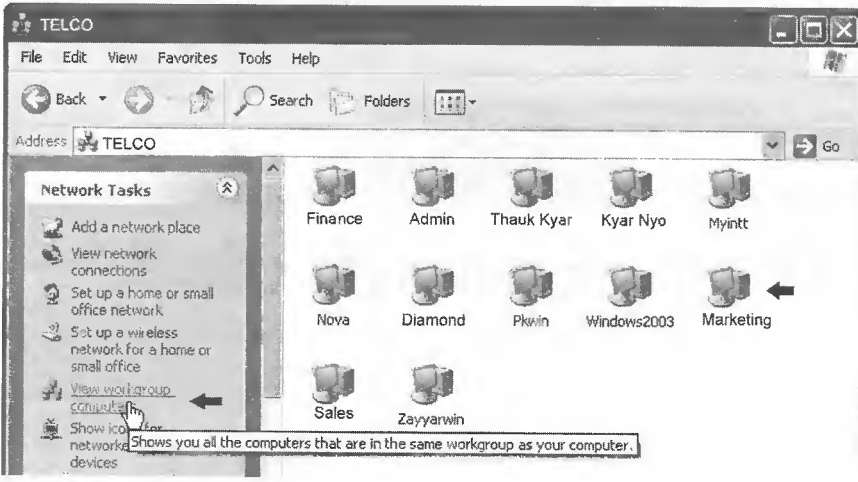 TELCO
File Edit View Favorites Tools Help
Back Search Folders
Address TELCO Go
Network Tasks
Add a network place
View network
connections
Set up a home or small
office network
Set up a wireless
network for a home or
small office
View workgroup
computers
Show icons for
networked
devices
Shows you all the computers that are in the same workgroup as your computer.
Finance Admin Thauk Kyar Kyar Nyo Myintt
Nova Diamond Pkwin Windows2003 Marketing
Sales Zayyarwin